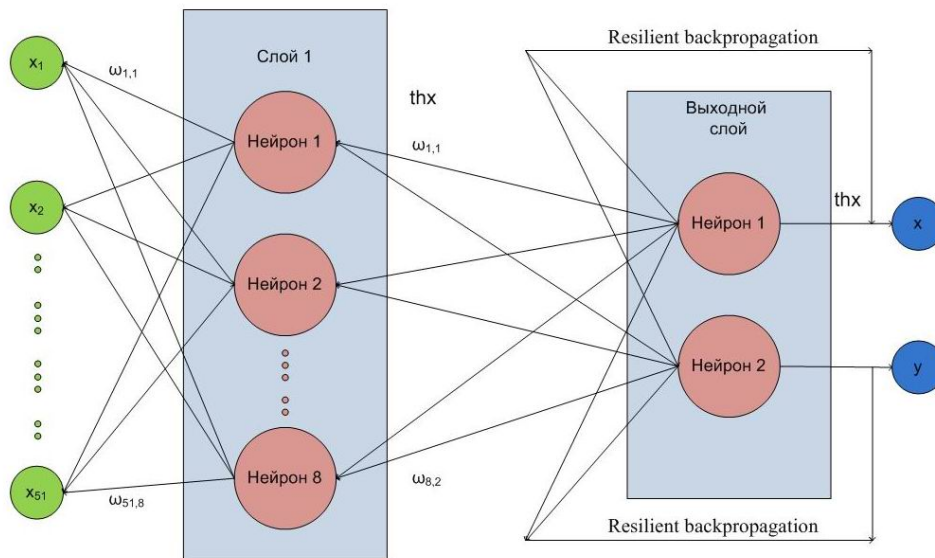 Resilient backpropagation
x₁
ω₁,₁
Слой 1
thx
Нейрон 1
ω₁,₁
Выходной
слой
x₂
Нейрон 1
thx
x
Нейрон 2
Нейрон 2
y
x₅₁
ω₅₁,₈
Нейрон 8
ω₈,₂
Resilient backpropagation